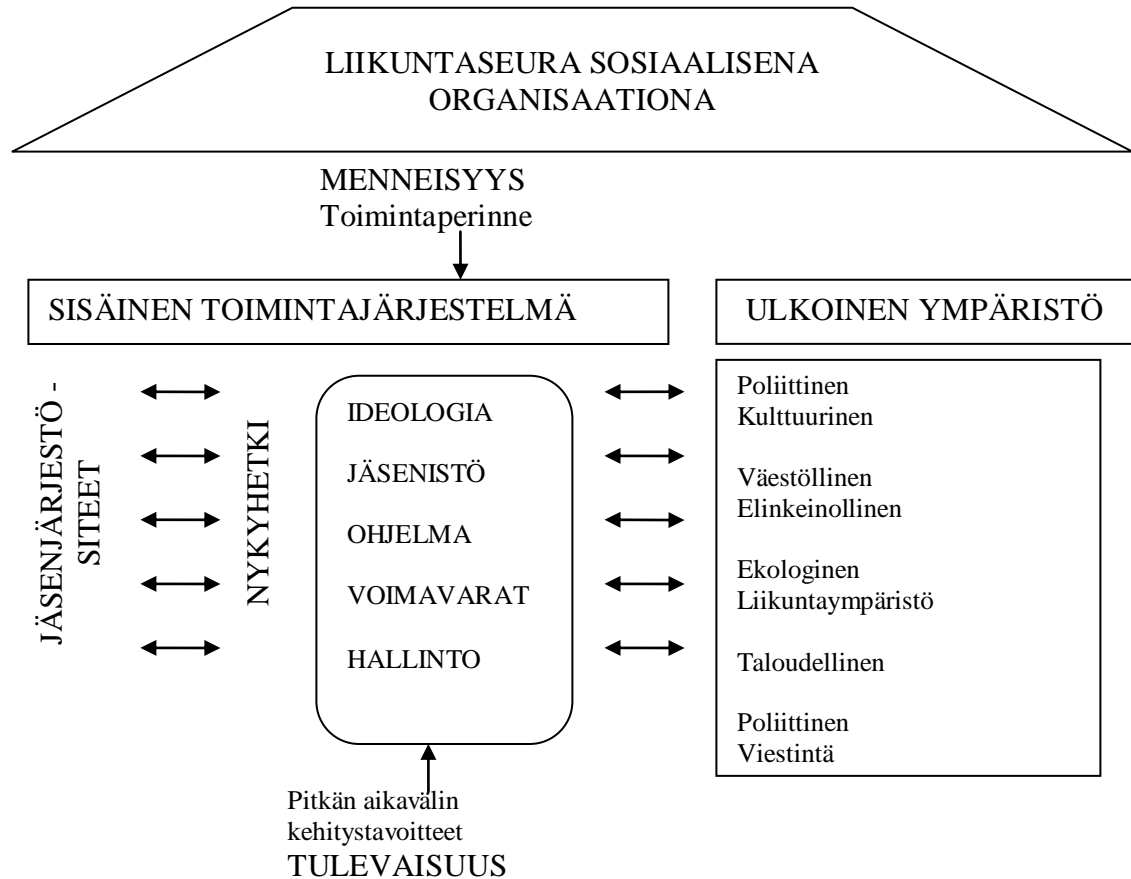 LIIKUNTASEURA SOSIAALISENA
ORGANISAATIONA
MENNEISYYS
Toimintaperinne
SISÄINEN TOIMINTAJÄRJESTELMÄ
ULKOINEN YMPÄRISTÖ
JÄSENJÄRJESTÖ -
SITEET
NYKYHETKI
IDEOLOGIA
JÄSENISTÖ
OHJELMA
VOIMAVARAT
HALLINTO
Poliittinen
Kulttuurinen
Väestöllinen
Elinkeinollinen
Ekologinen
Liikuntaympäristö
Taloudellinen
Poliittinen
Viestintä
Pitkän aikavälin
kehitystavoitteet
TULEVAISUUS